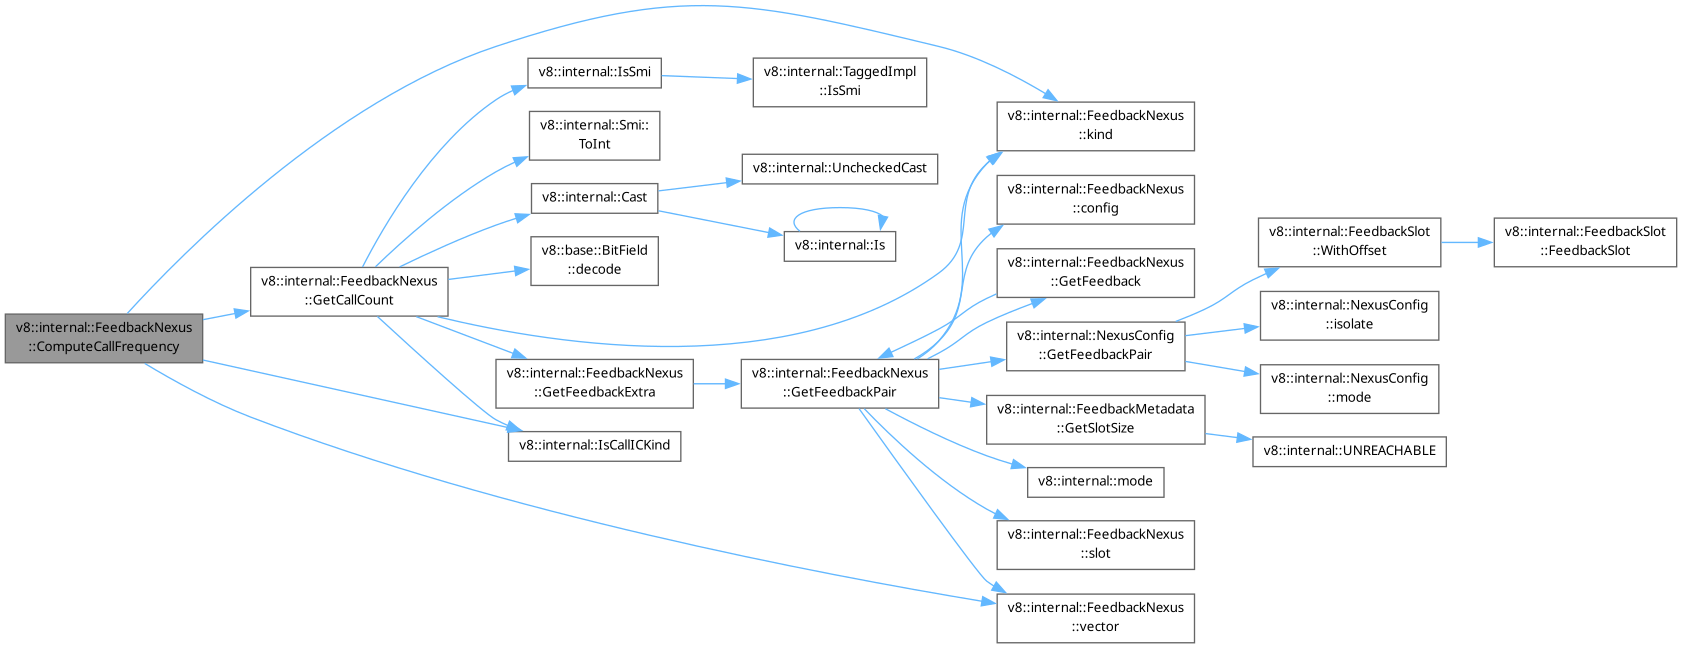 v8::internal::FeedbackNexus
::ComputeCallFrequency
v8::internal::FeedbackNexus
::GetCallCount
v8::internal::IsSmi
v8::internal::TaggedImpl
::IsSmi
v8::internal::Smi::
ToInt
v8::internal::Cast
v8::internal::UncheckedCast
v8::internal::Is
v8::base::BitField
::decode
v8::internal::FeedbackNexus
::GetFeedbackExtra
v8::internal::IsCallICKind
v8::internal::FeedbackNexus
::GetFeedbackPair
v8::internal::FeedbackNexus
::kind
v8::internal::FeedbackNexus
::config
v8::internal::FeedbackNexus
::GetFeedback
v8::internal::NexusConfig
::GetFeedbackPair
v8::internal::FeedbackMetadata
::GetSlotSize
v8::internal::mode
v8::internal::FeedbackNexus
::slot
v8::internal::FeedbackNexus
::vector
v8::internal::FeedbackSlot
::WithOffset
v8::internal::FeedbackSlot
::FeedbackSlot
v8::internal::NexusConfig
::isolate
v8::internal::NexusConfig
::mode
v8::internal::UNREACHABLE